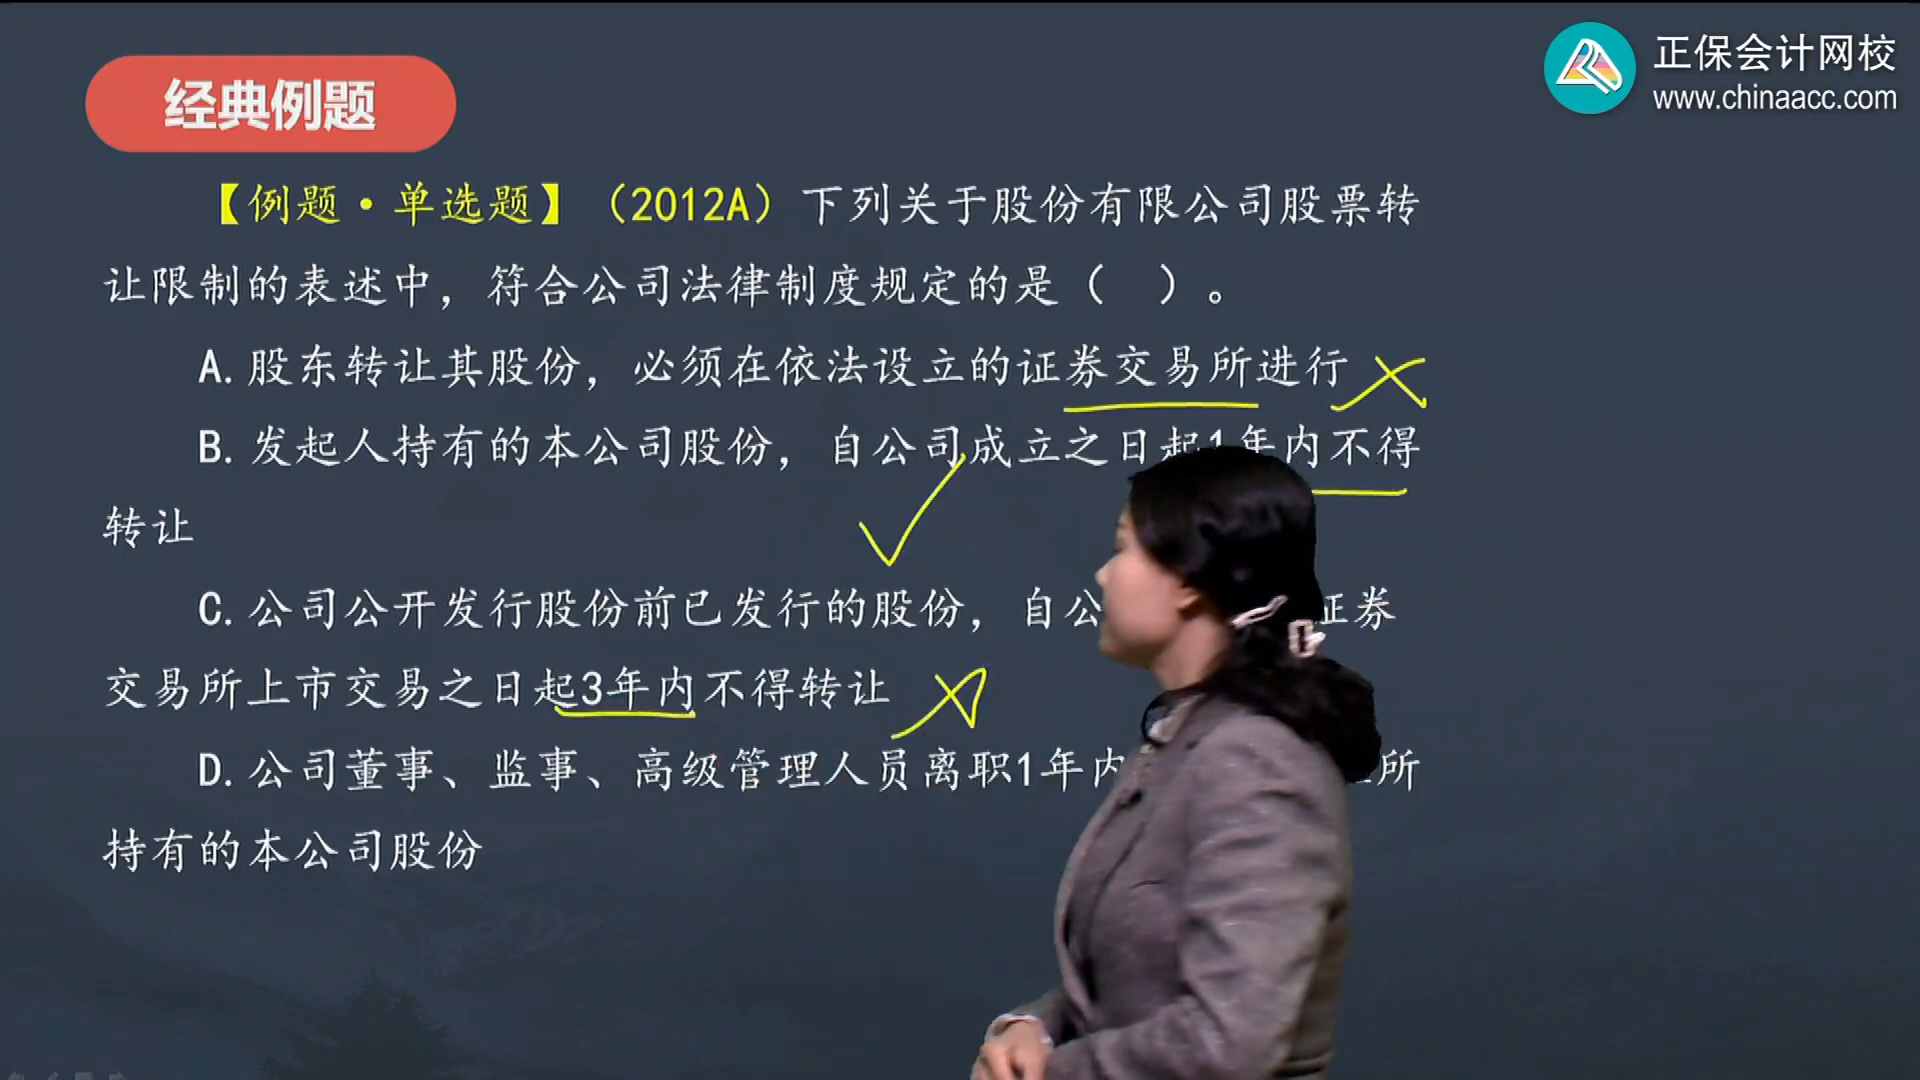 正保会计网校
www.chinaacc.com
经典例题
【例题·单选题】（2012A）下列关于股份有限公司股票转
让限制的表述中，符合公司法律制度规定的是（ ）。
A.股东转让其股份，必须在依法设立的证券交易所进行
B.发起人持有的本公司股份，自公司成立之日起1年内不得
转让
C.公司公开发行股份前已发行的股份，自公 证券
交易所上市交易之日起3年内不得转让
D.公司董事、监事、高级管理人员离职1年内 所
持有的本公司股份